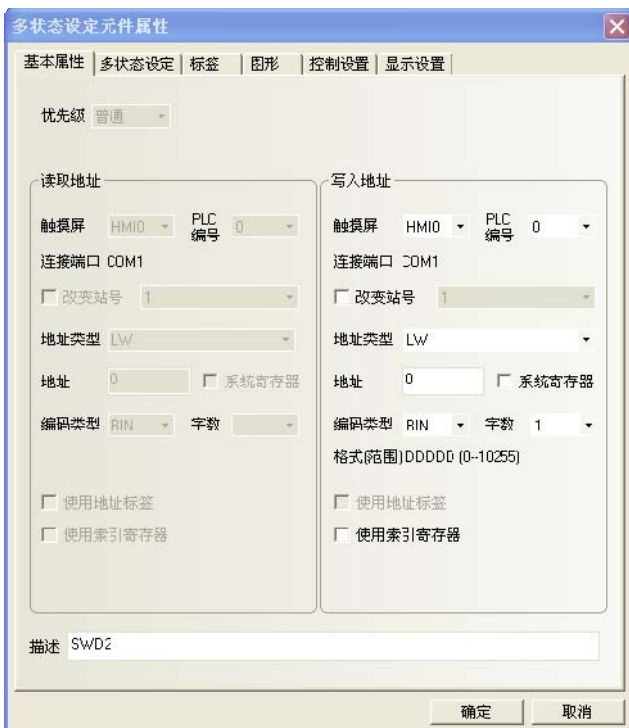 多状态设定元件属性
基本属性 多状态设定 标签 图形 控制设置 显示设置
优先级 普通
读取地址
触摸屏 HMI0 PLC编号 0
连接端口 COM1
改变站号 1
地址类型 LW
地址 0 系统寄存器
编码类型 BIN 字数
使用地址标签
使用索引寄存器
写入地址
触摸屏 HMI0 PLC编号 0
连接端口 COM1
改变站号 1
地址类型 LW
地址 0 系统寄存器
编码类型 BIN 字数 1
格式(范围)DDDDD (0--10255)
使用地址标签
使用索引寄存器
描述 SWD2
确定 取消